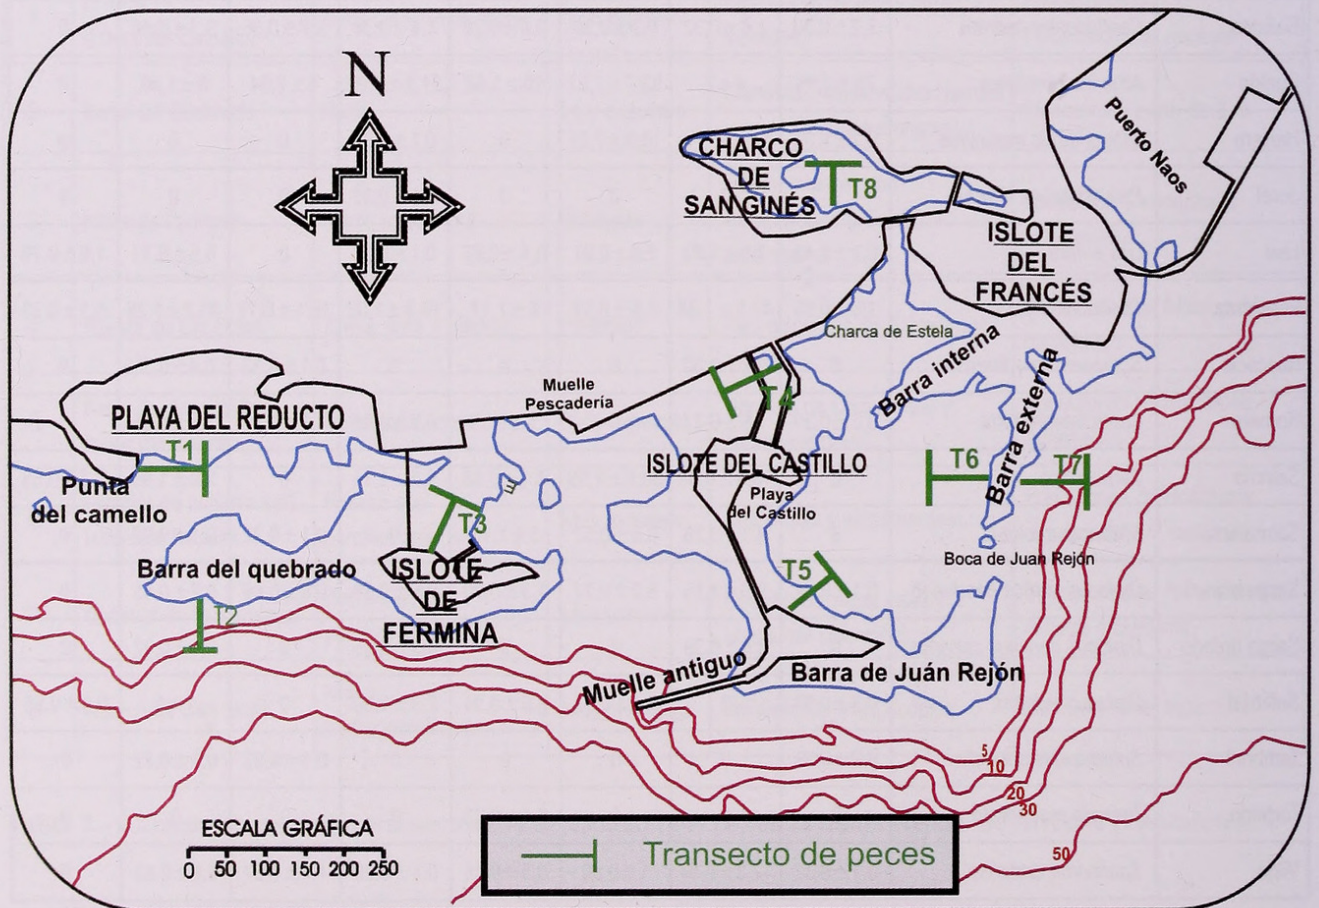 N
CHARCO
DE
SAN GINÉS
T8
Puerto Naos
ISLOTE
DEL
FRANCÉS
Charca de Estela
Barra interna
Barra externa
Muelle
Pescadería
PLAYA DEL REDUCTO
T1
T4
ISLOTE DEL CASTILLO
Playa
del Castillo
T6
T7
Punta
del camello
T3
Barra del quebrado
ISLOTE
DE
FERMINA
T2
T5
Boca de Juan Rejón
Muelle antiguo
Barra de Juán Rejón
5
10
20
30
50
ESCALA GRÁFICA
0 50 100 150 200 250
Transecto de peces